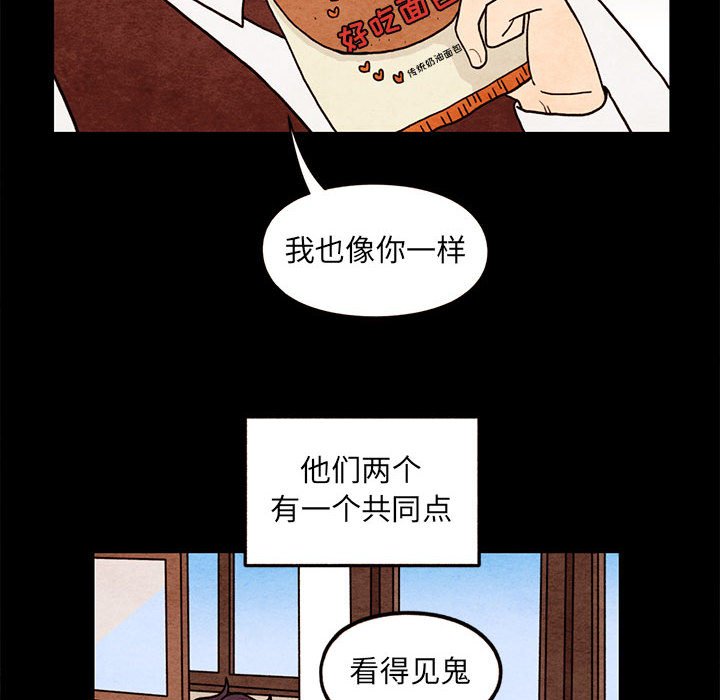 好吃面包
传统奶油面包
我也像你一样
他们两个
有一个共同点
看得见鬼